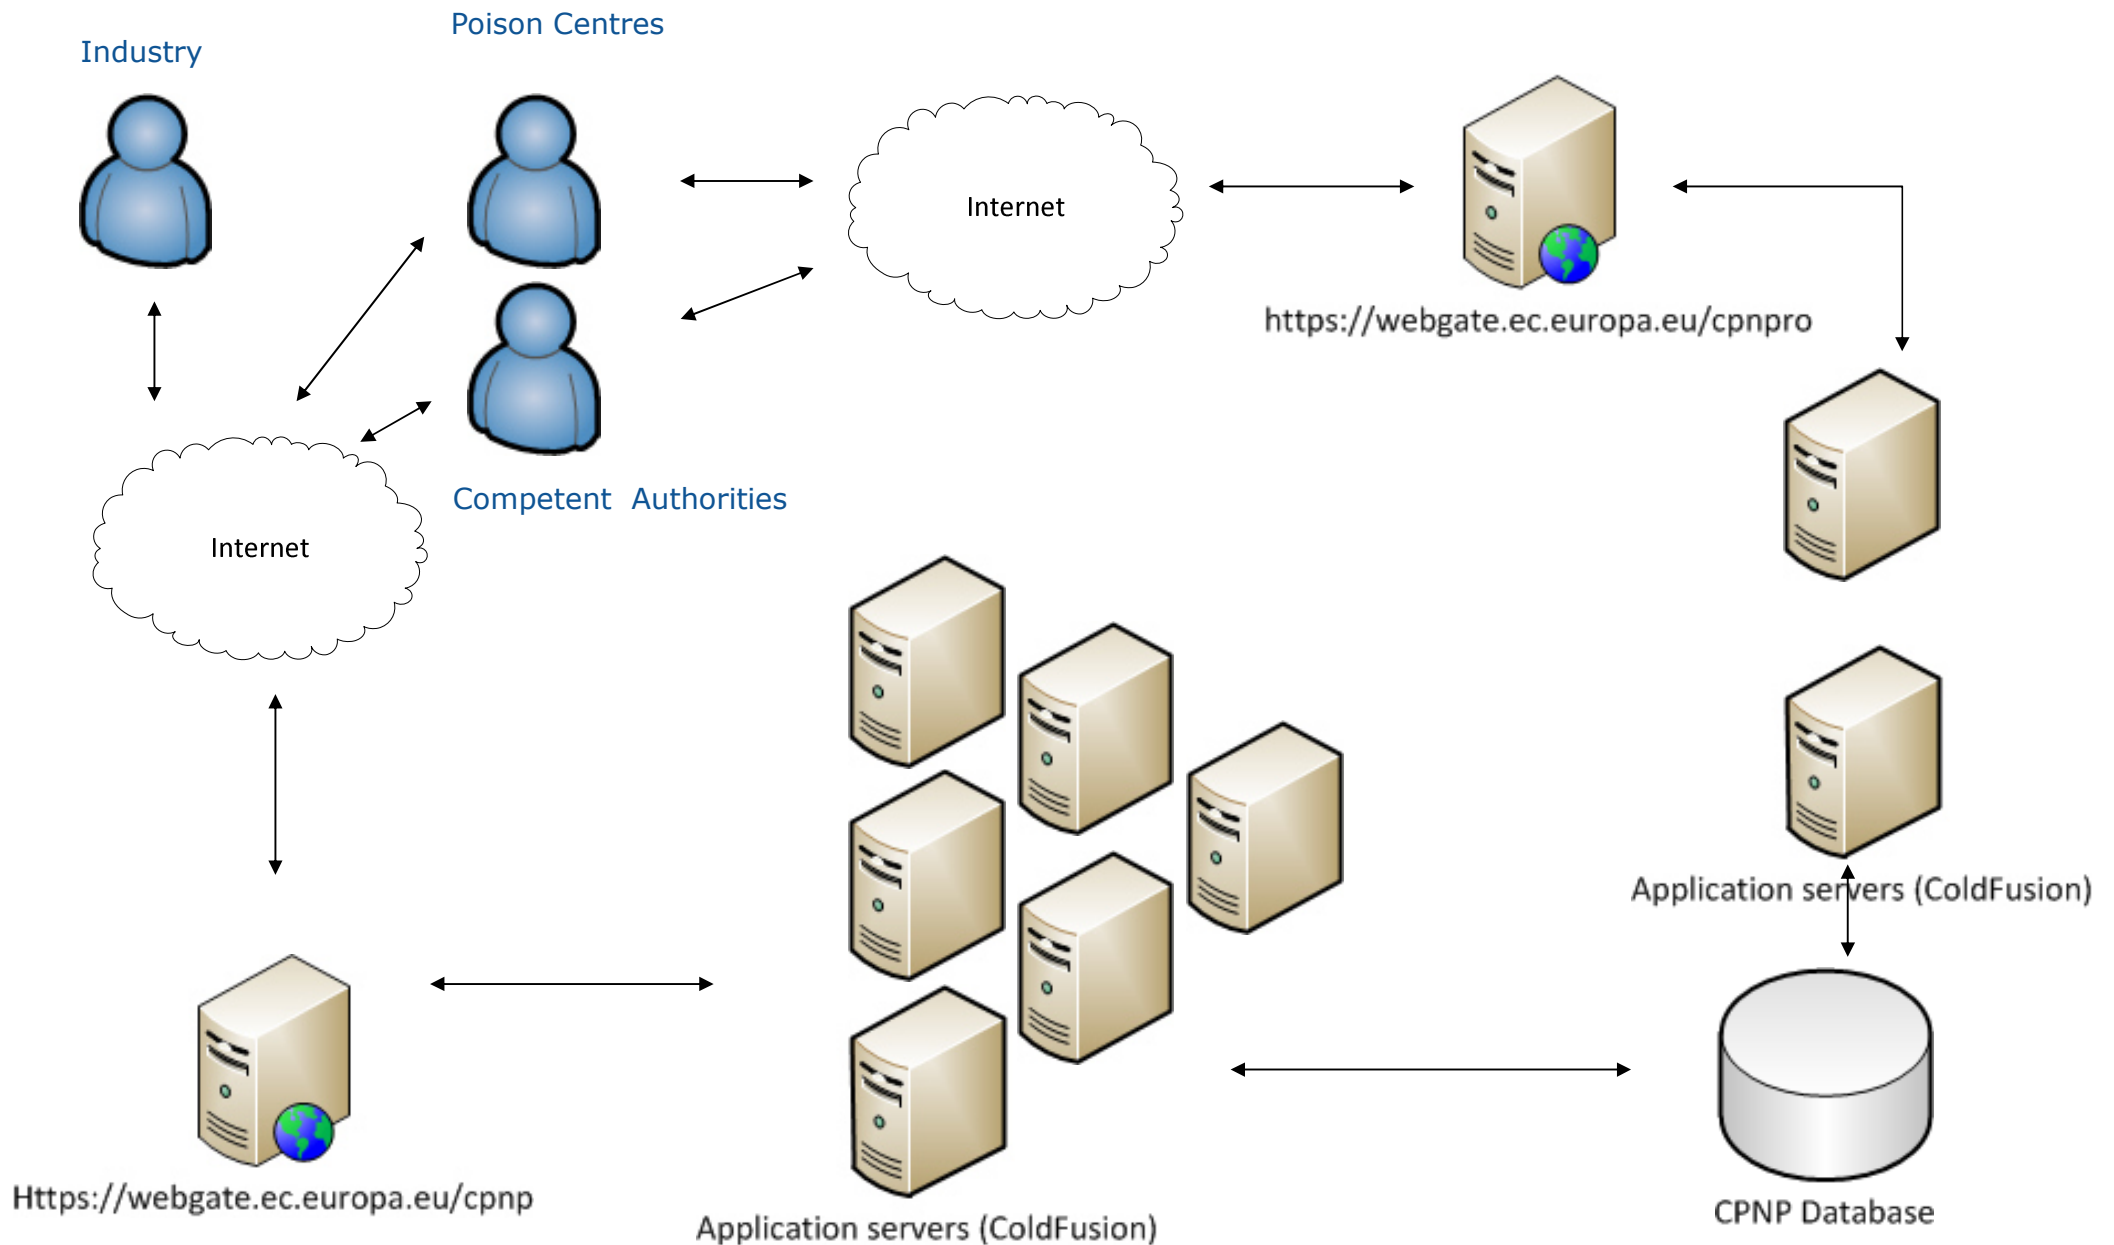 Poison Centres
Industry
Internet
https://webgate.ec.europa.eu/cpnpro
Competent Authorities
Internet
Application servers (ColdFusion)
Https://webgate.ec.europa.eu/cpnp
Application servers (ColdFusion)
CPNP Database